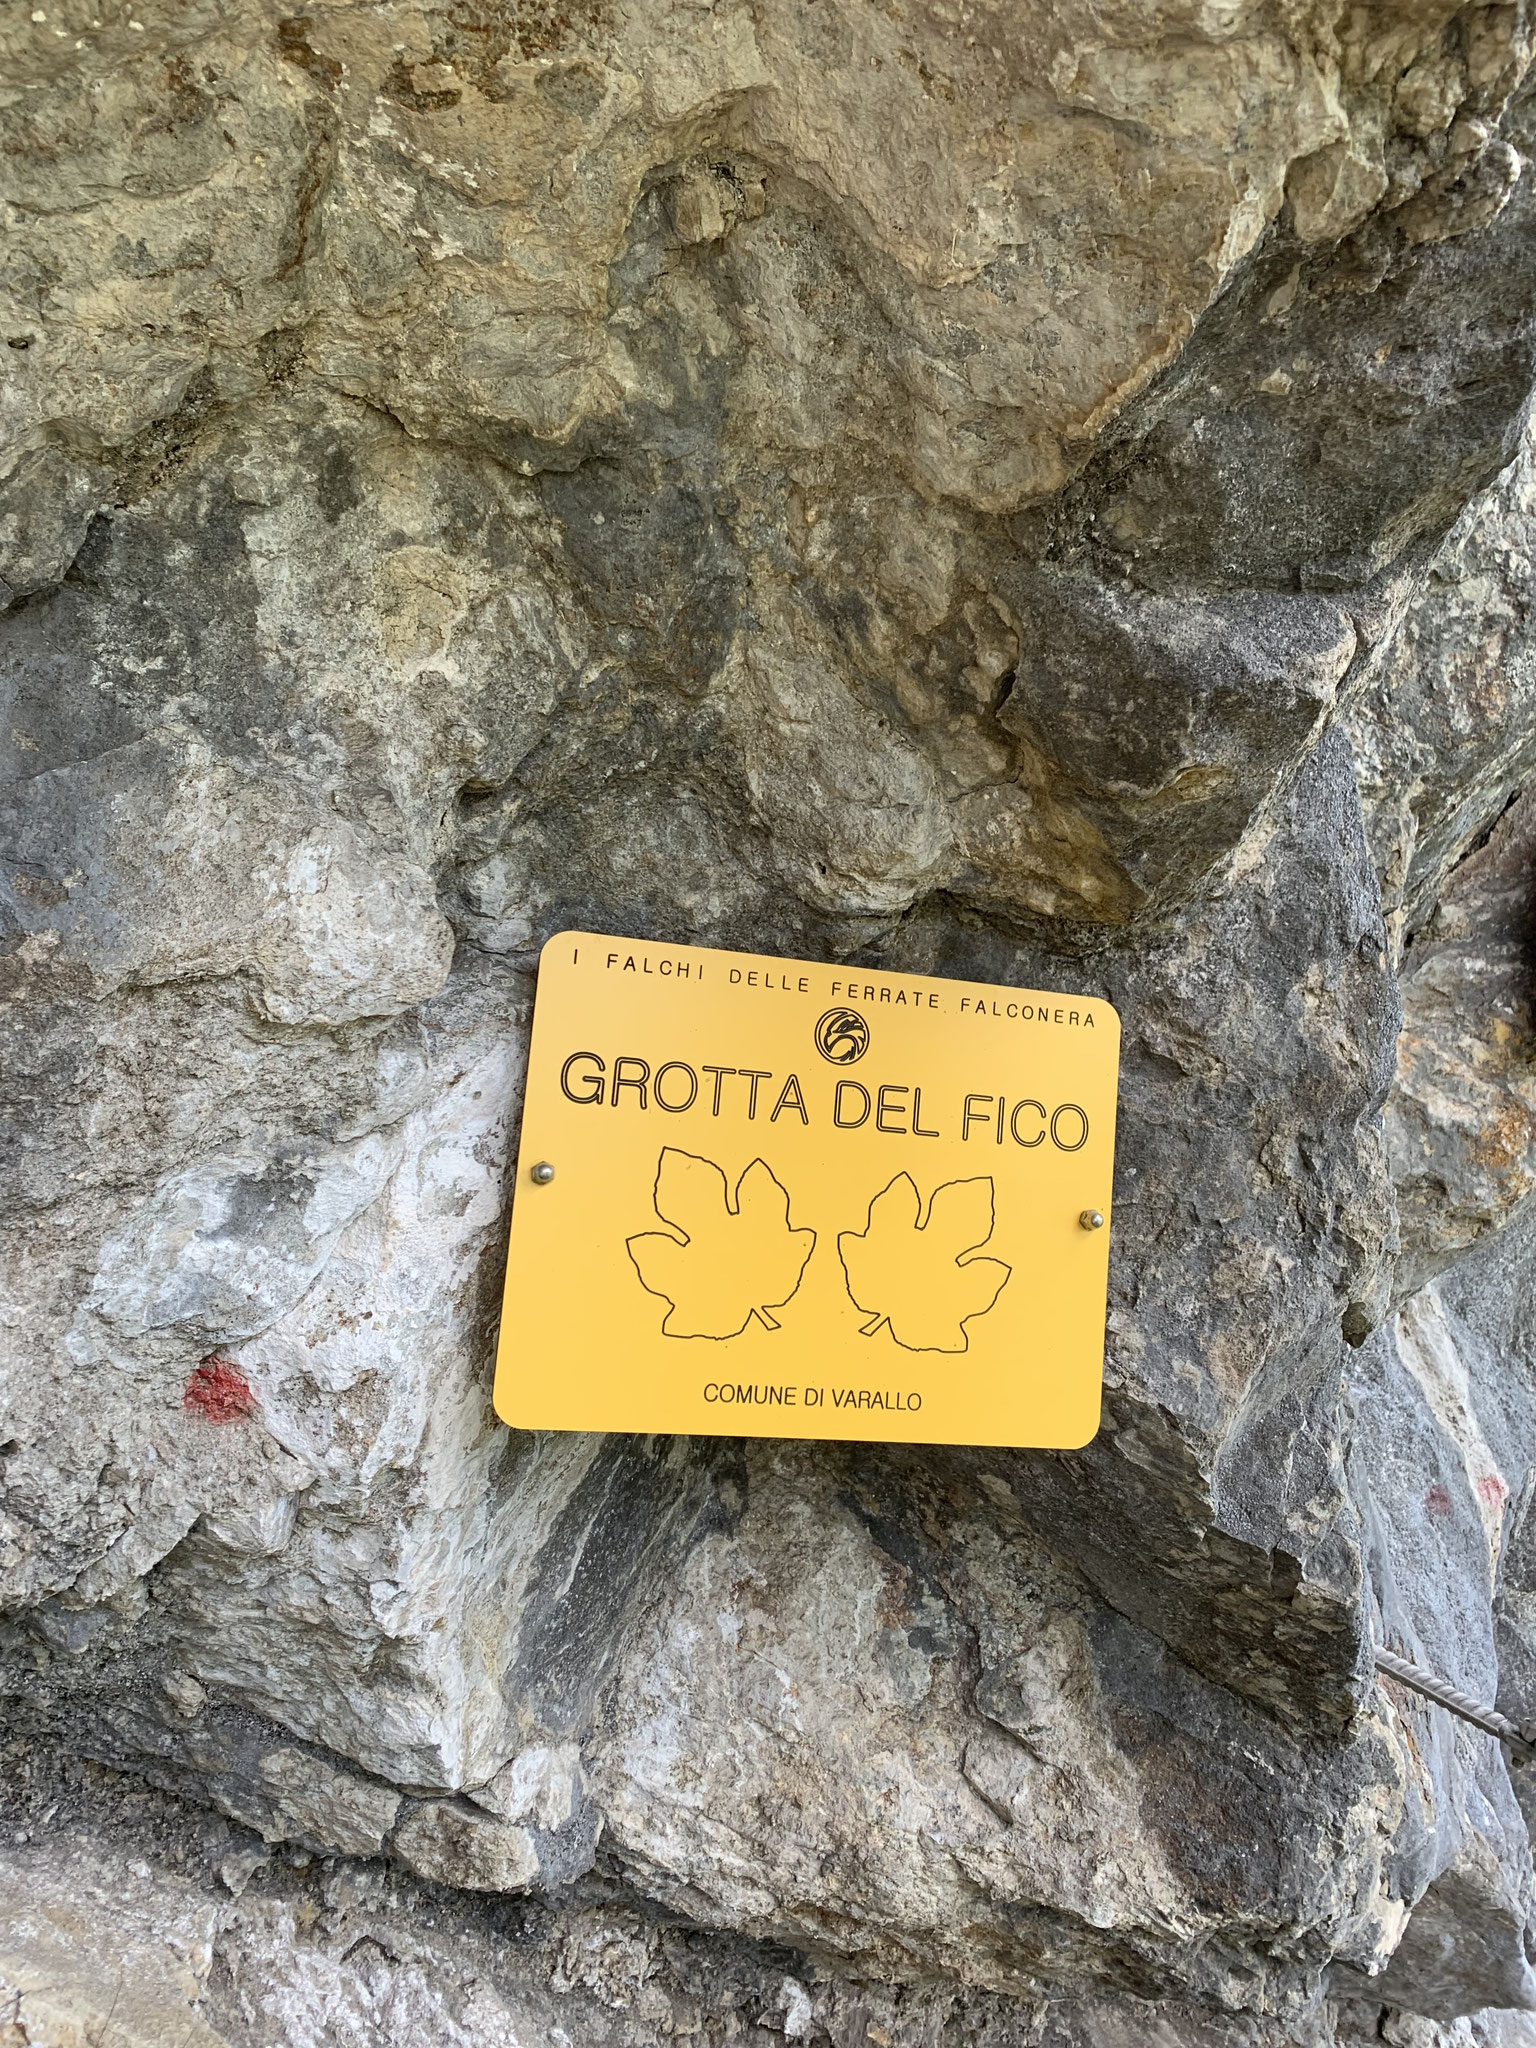 I FALCHI DELLE FERRATE FALCONERA
GROTTA DEL FICO
COMUNE DI VARALLO